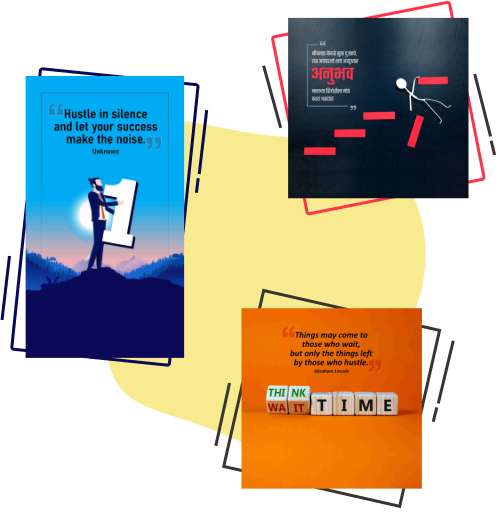 Hustle in silence
and let your success
make the noise.
Unknown
अनुभव
Things may come to
those who wait,
but only the things left
by those who hustle.
Abraham Lincoln
THINK
WAIT TIME